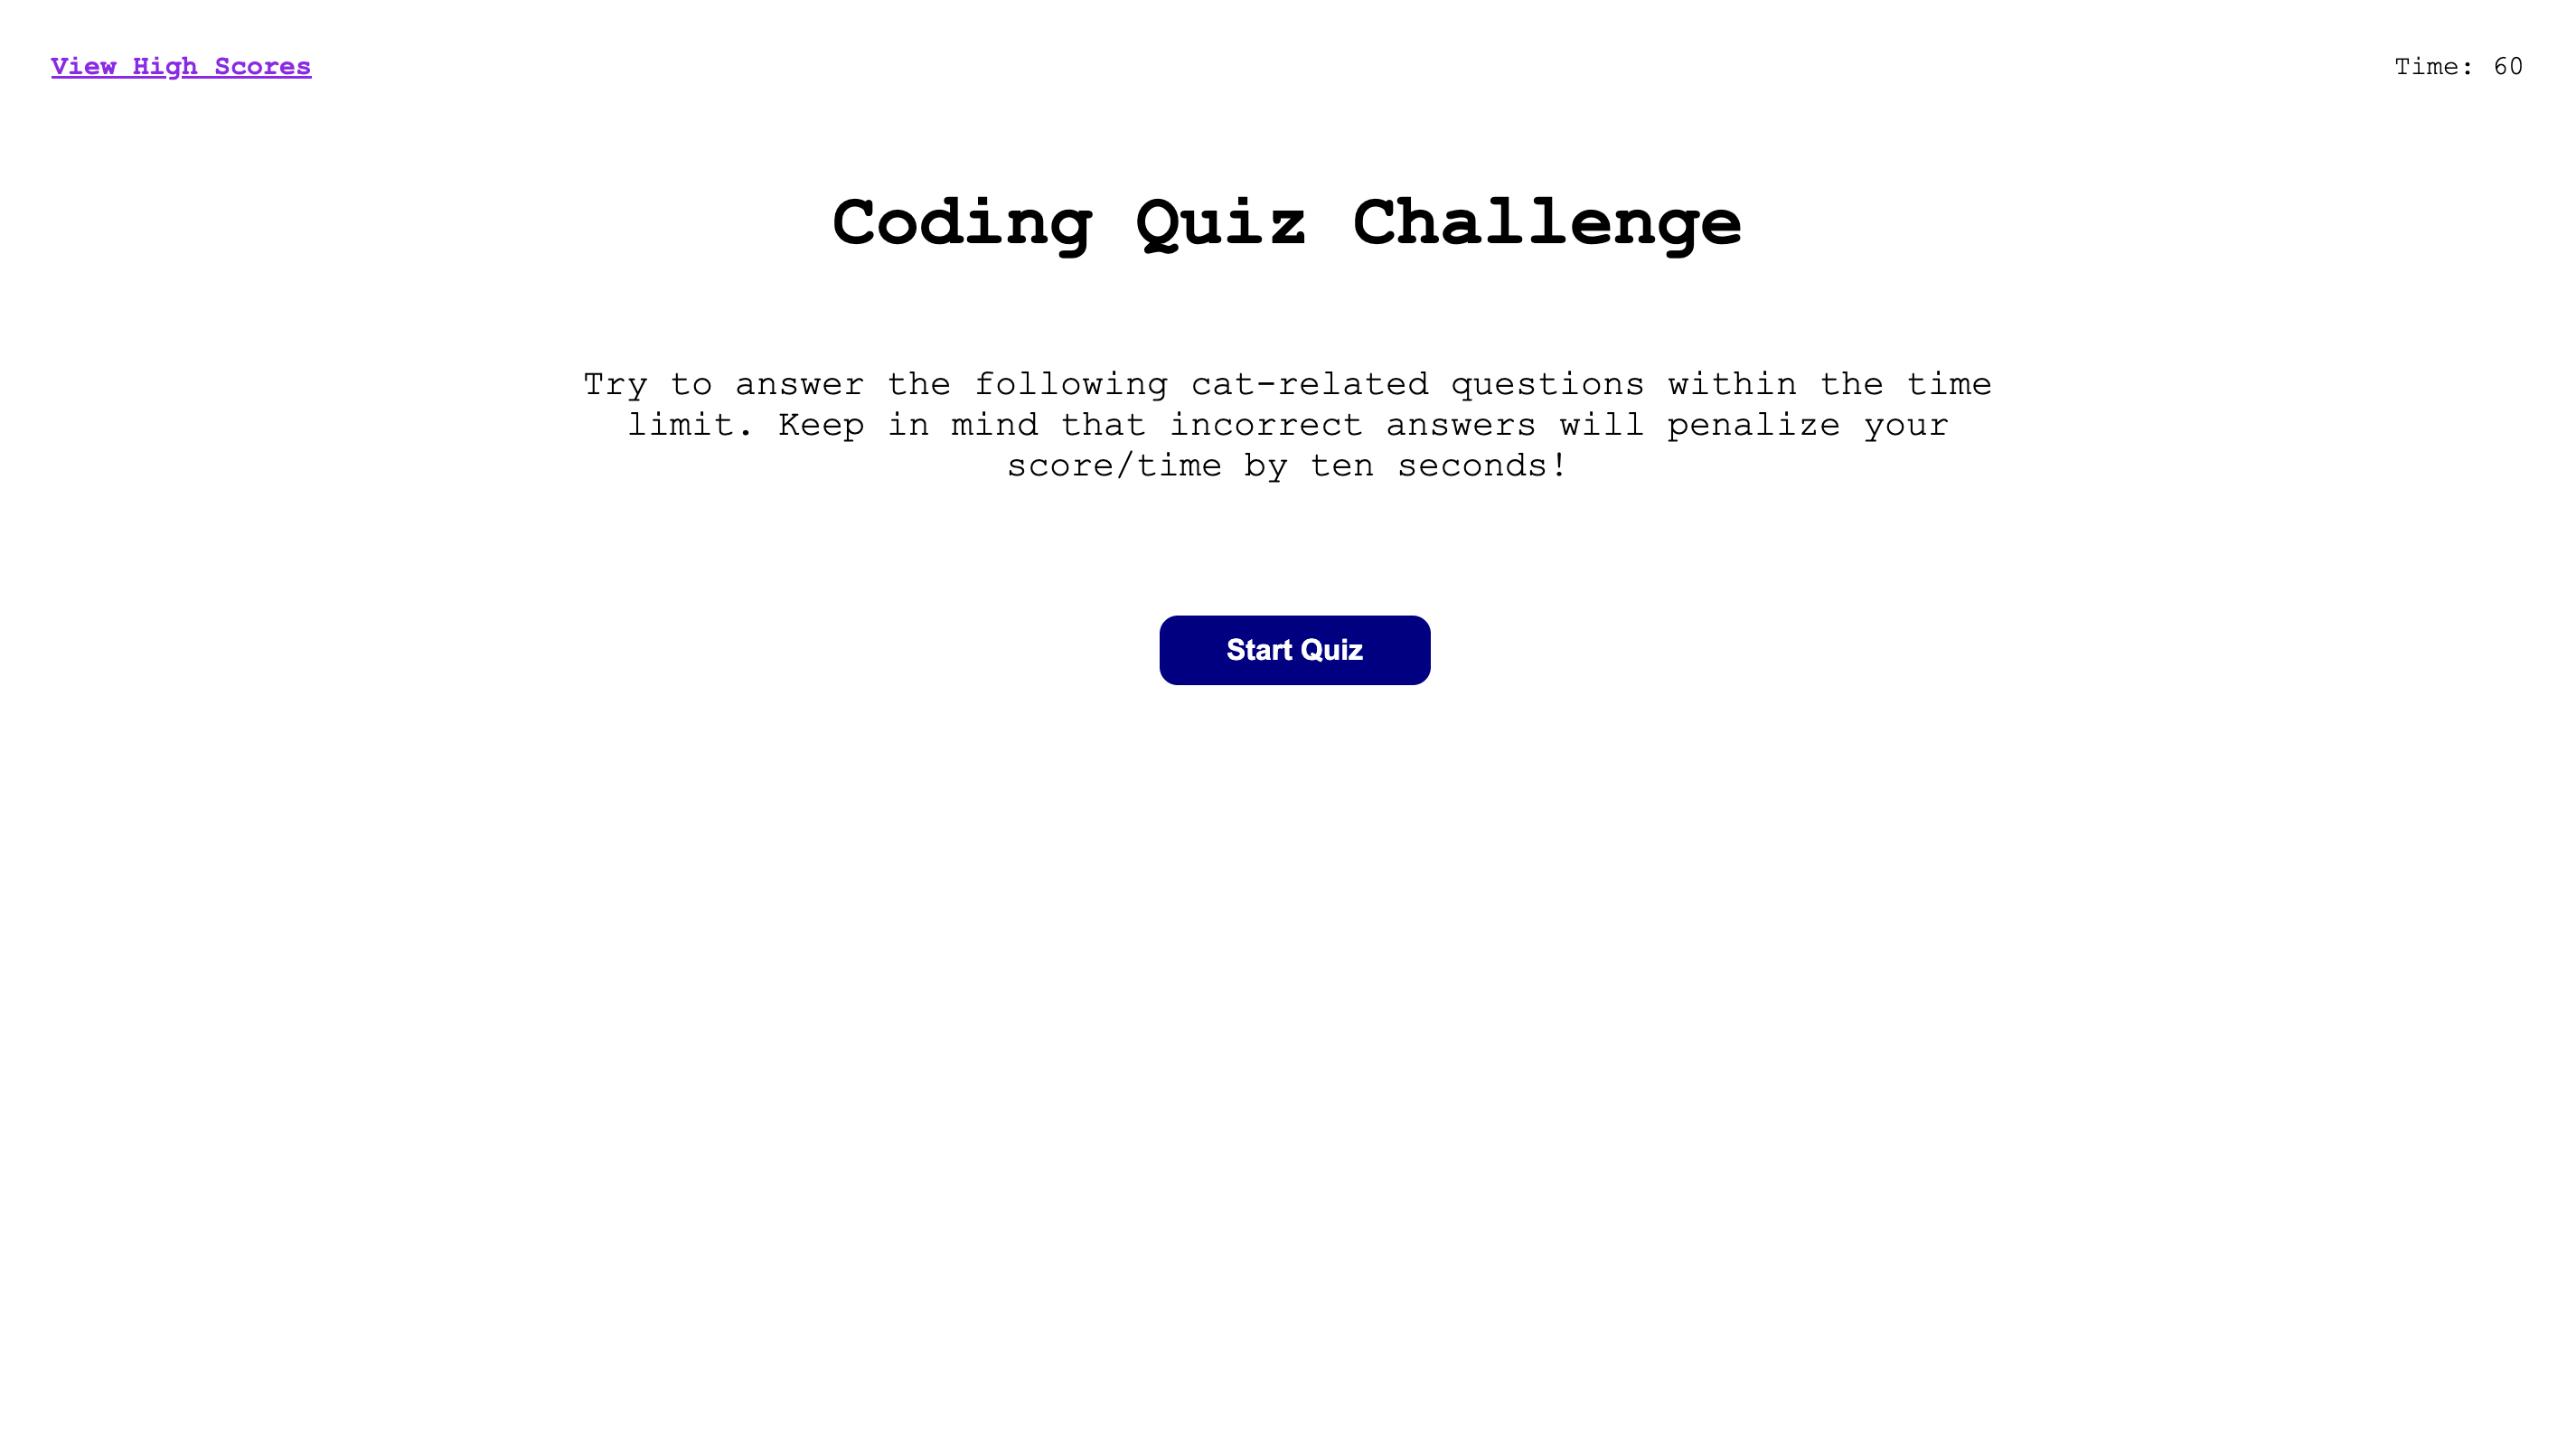 View High Scores
Time: 60
Coding Quiz Challenge
Try to answer the following cat-related questions within the time
limit. Keep in mind that incorrect answers will penalize your
score/time by ten seconds!
Start Quiz